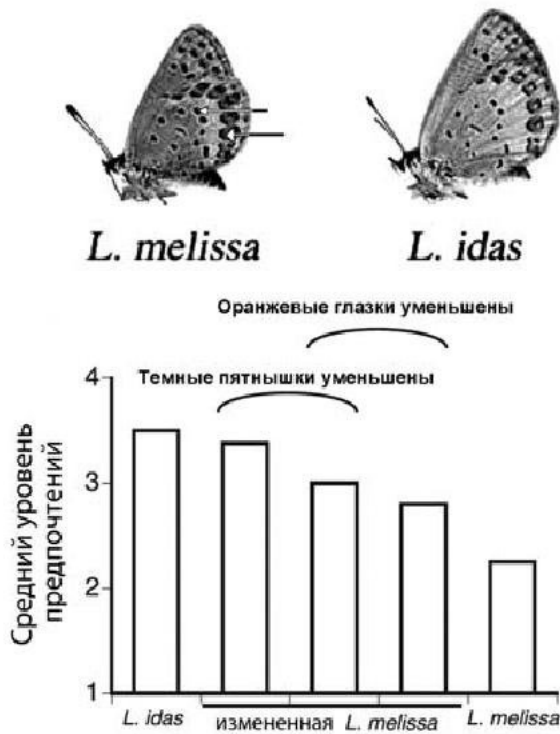 L. melissa
L. idas
Оранжевые глазки уменьшены
Темные пятнышки уменьшены
Средний уровень
предпочтений
4
3
2
1
L. idas
измененная L. melissa
L. melissa